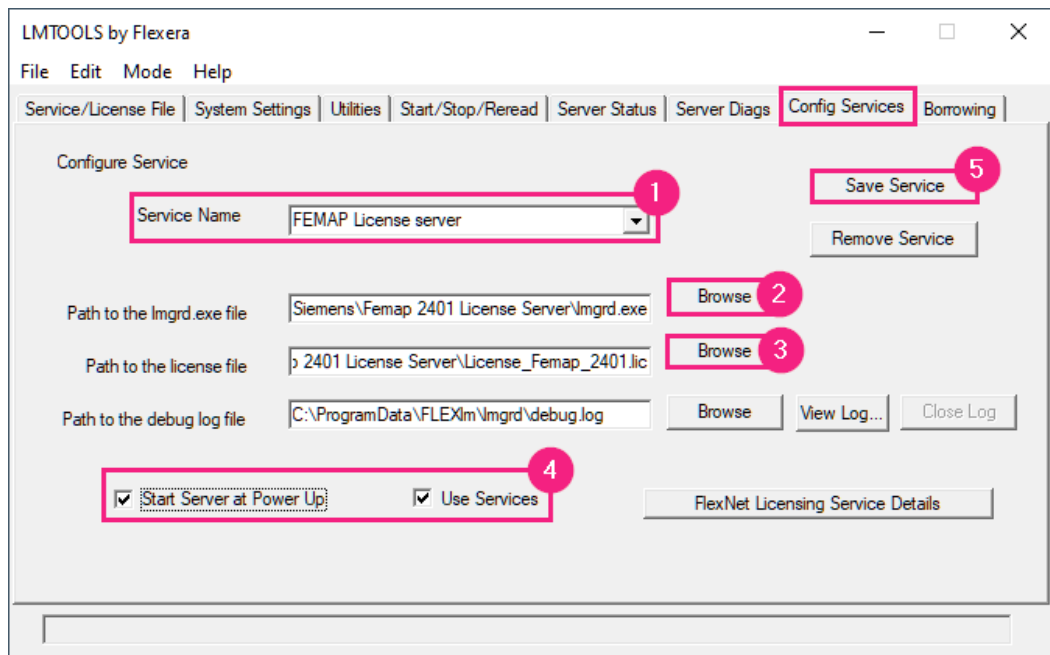 LMTOOLS by Flexera
File Edit Mode Help
Service/License File System Settings Utilities Start/Stop/Reread Server Status Server Diags Config Services Borrowing
Configure Service
5
Save Service
1
Service Name FEMAP License server
Remove Service
Path to the lmgrd.exe file Siemens\Femap 2401 License Server\lmgrd.exe Browse 2
Path to the license file 2401 License Server\License_Femap_2401.lic Browse 3
Path to the debug log file C:\ProgramData\FLEXlm\lmgrd\debug.log Browse View Log... Close Log
4
Start Server at Power Up Use Services FlexNet Licensing Service Details